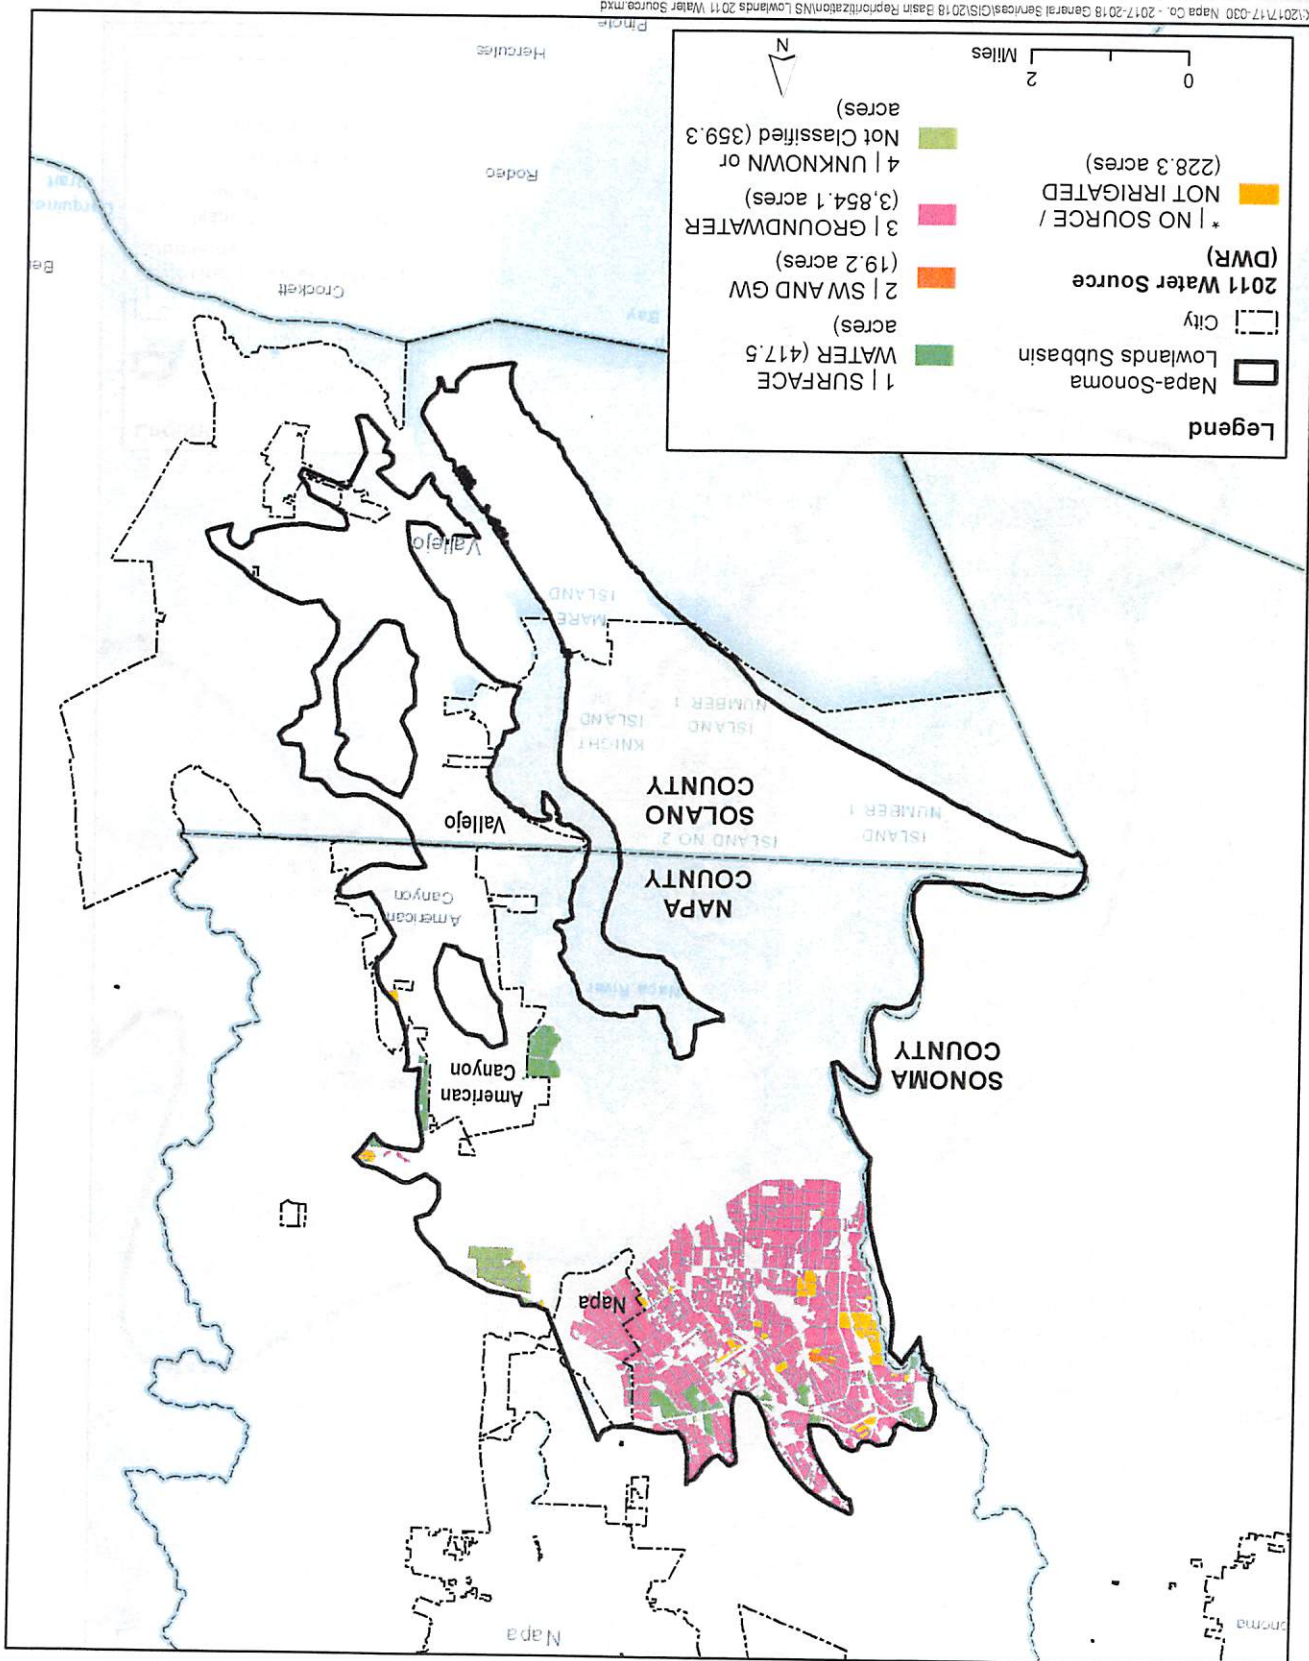 Napa
Napa
American
Canyon
American
Canyon
SONOMA
COUNTY
Napa River
NAPA
COUNTY
SOLANO
COUNTY
Vallejo
ISLAND NO 2
ISLAND
NUMBER 1
KNIGHT
ISLAND
ISLAND
NUMBER 1
MARE
ISLAND
Vallejo
Bay
Crockett
Rodeo
Hercules
Pinole
Strait
Legend
Napa-Sonoma
Lowlands Subbasin
City
2011 Water Source
(DWR)
* | NO SOURCE /
NOT IRRIGATED
(228.3 acres)
1 | SURFACE
WATER (417.5
acres)
2 | SW AND GW
(19.2 acres)
3 | GROUNDWATER
(3,854.1 acres)
4 | UNKNOWN or
Not Classified (359.3
acres)
0 2
Miles
N
X:\2017\17-030 Napa Co. - 2017-2018 General Services\GIS\2018 Basin Reprioritization\NS Lowlands 2011 Water Source.mxd